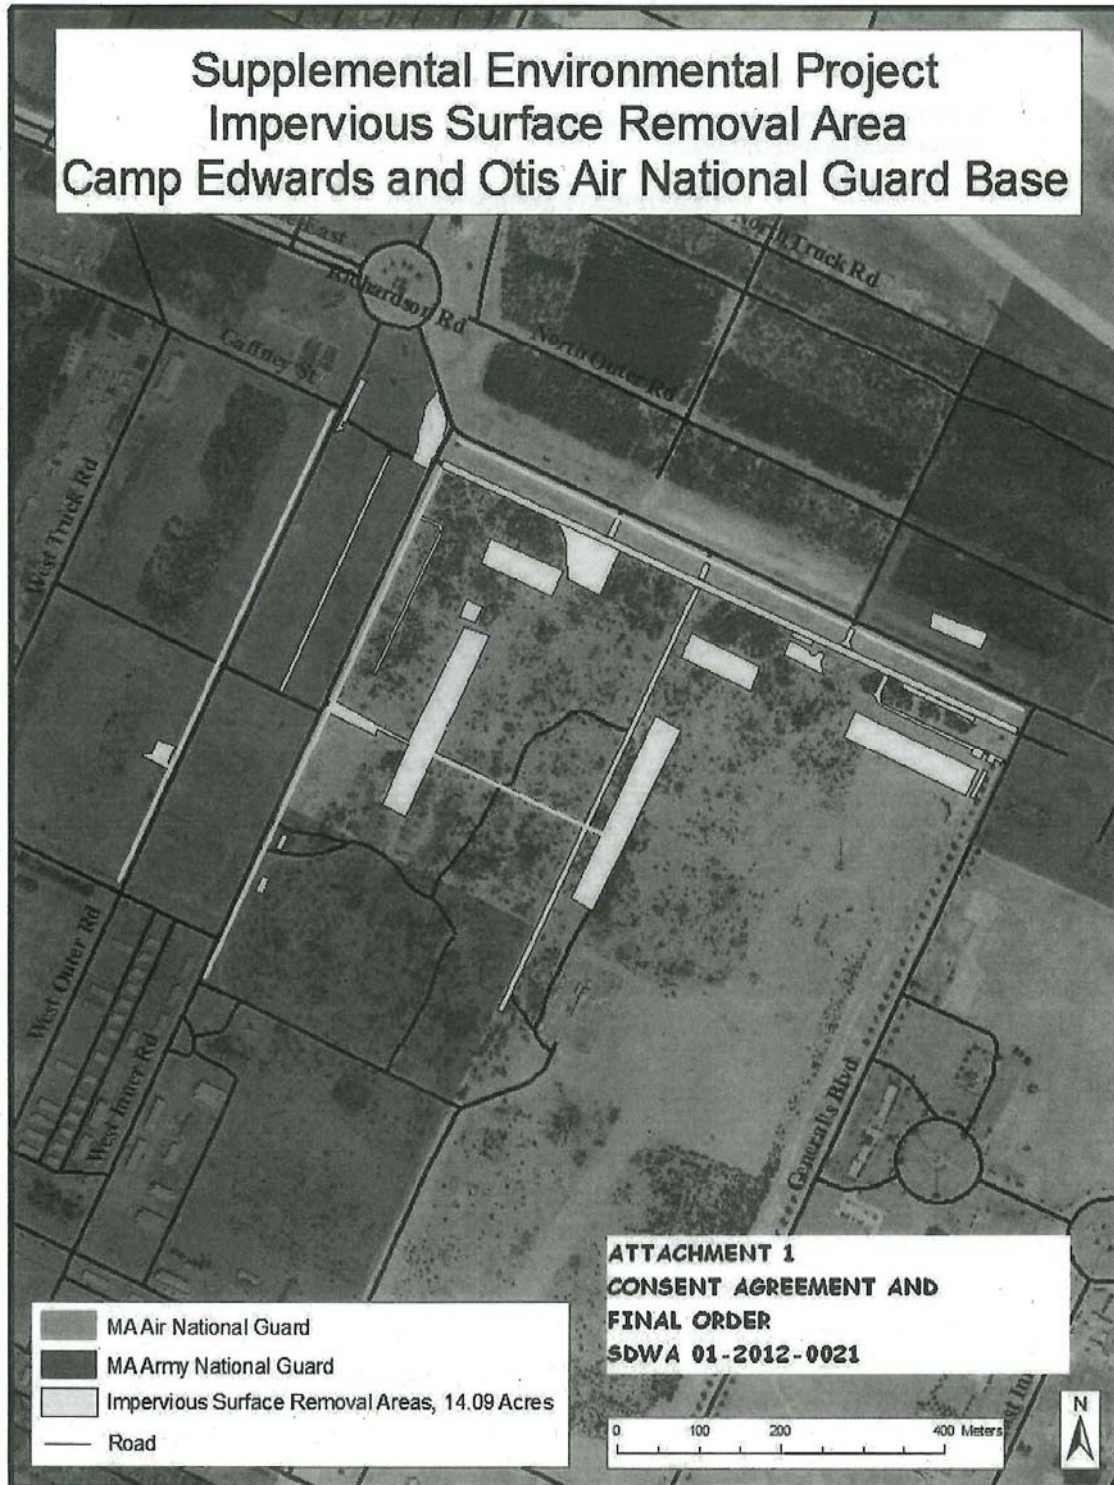 Supplemental Environmental Project
Impervious Surface Removal Area
Camp Edwards and Otis Air National Guard Base
East
Richardson Rd
North Truck Rd
Gaffney St
North Outer Rd
West Truck Rd
West Outer Rd
West Inner Rd
Generals Blvd
ATTACHMENT 1
CONSENT AGREEMENT AND
FINAL ORDER
SDWA 01-2012-0021
MA Air National Guard
MA Army National Guard
Impervious Surface Removal Areas, 14.09 Acres
Road
0 100 200 400 Meters
N